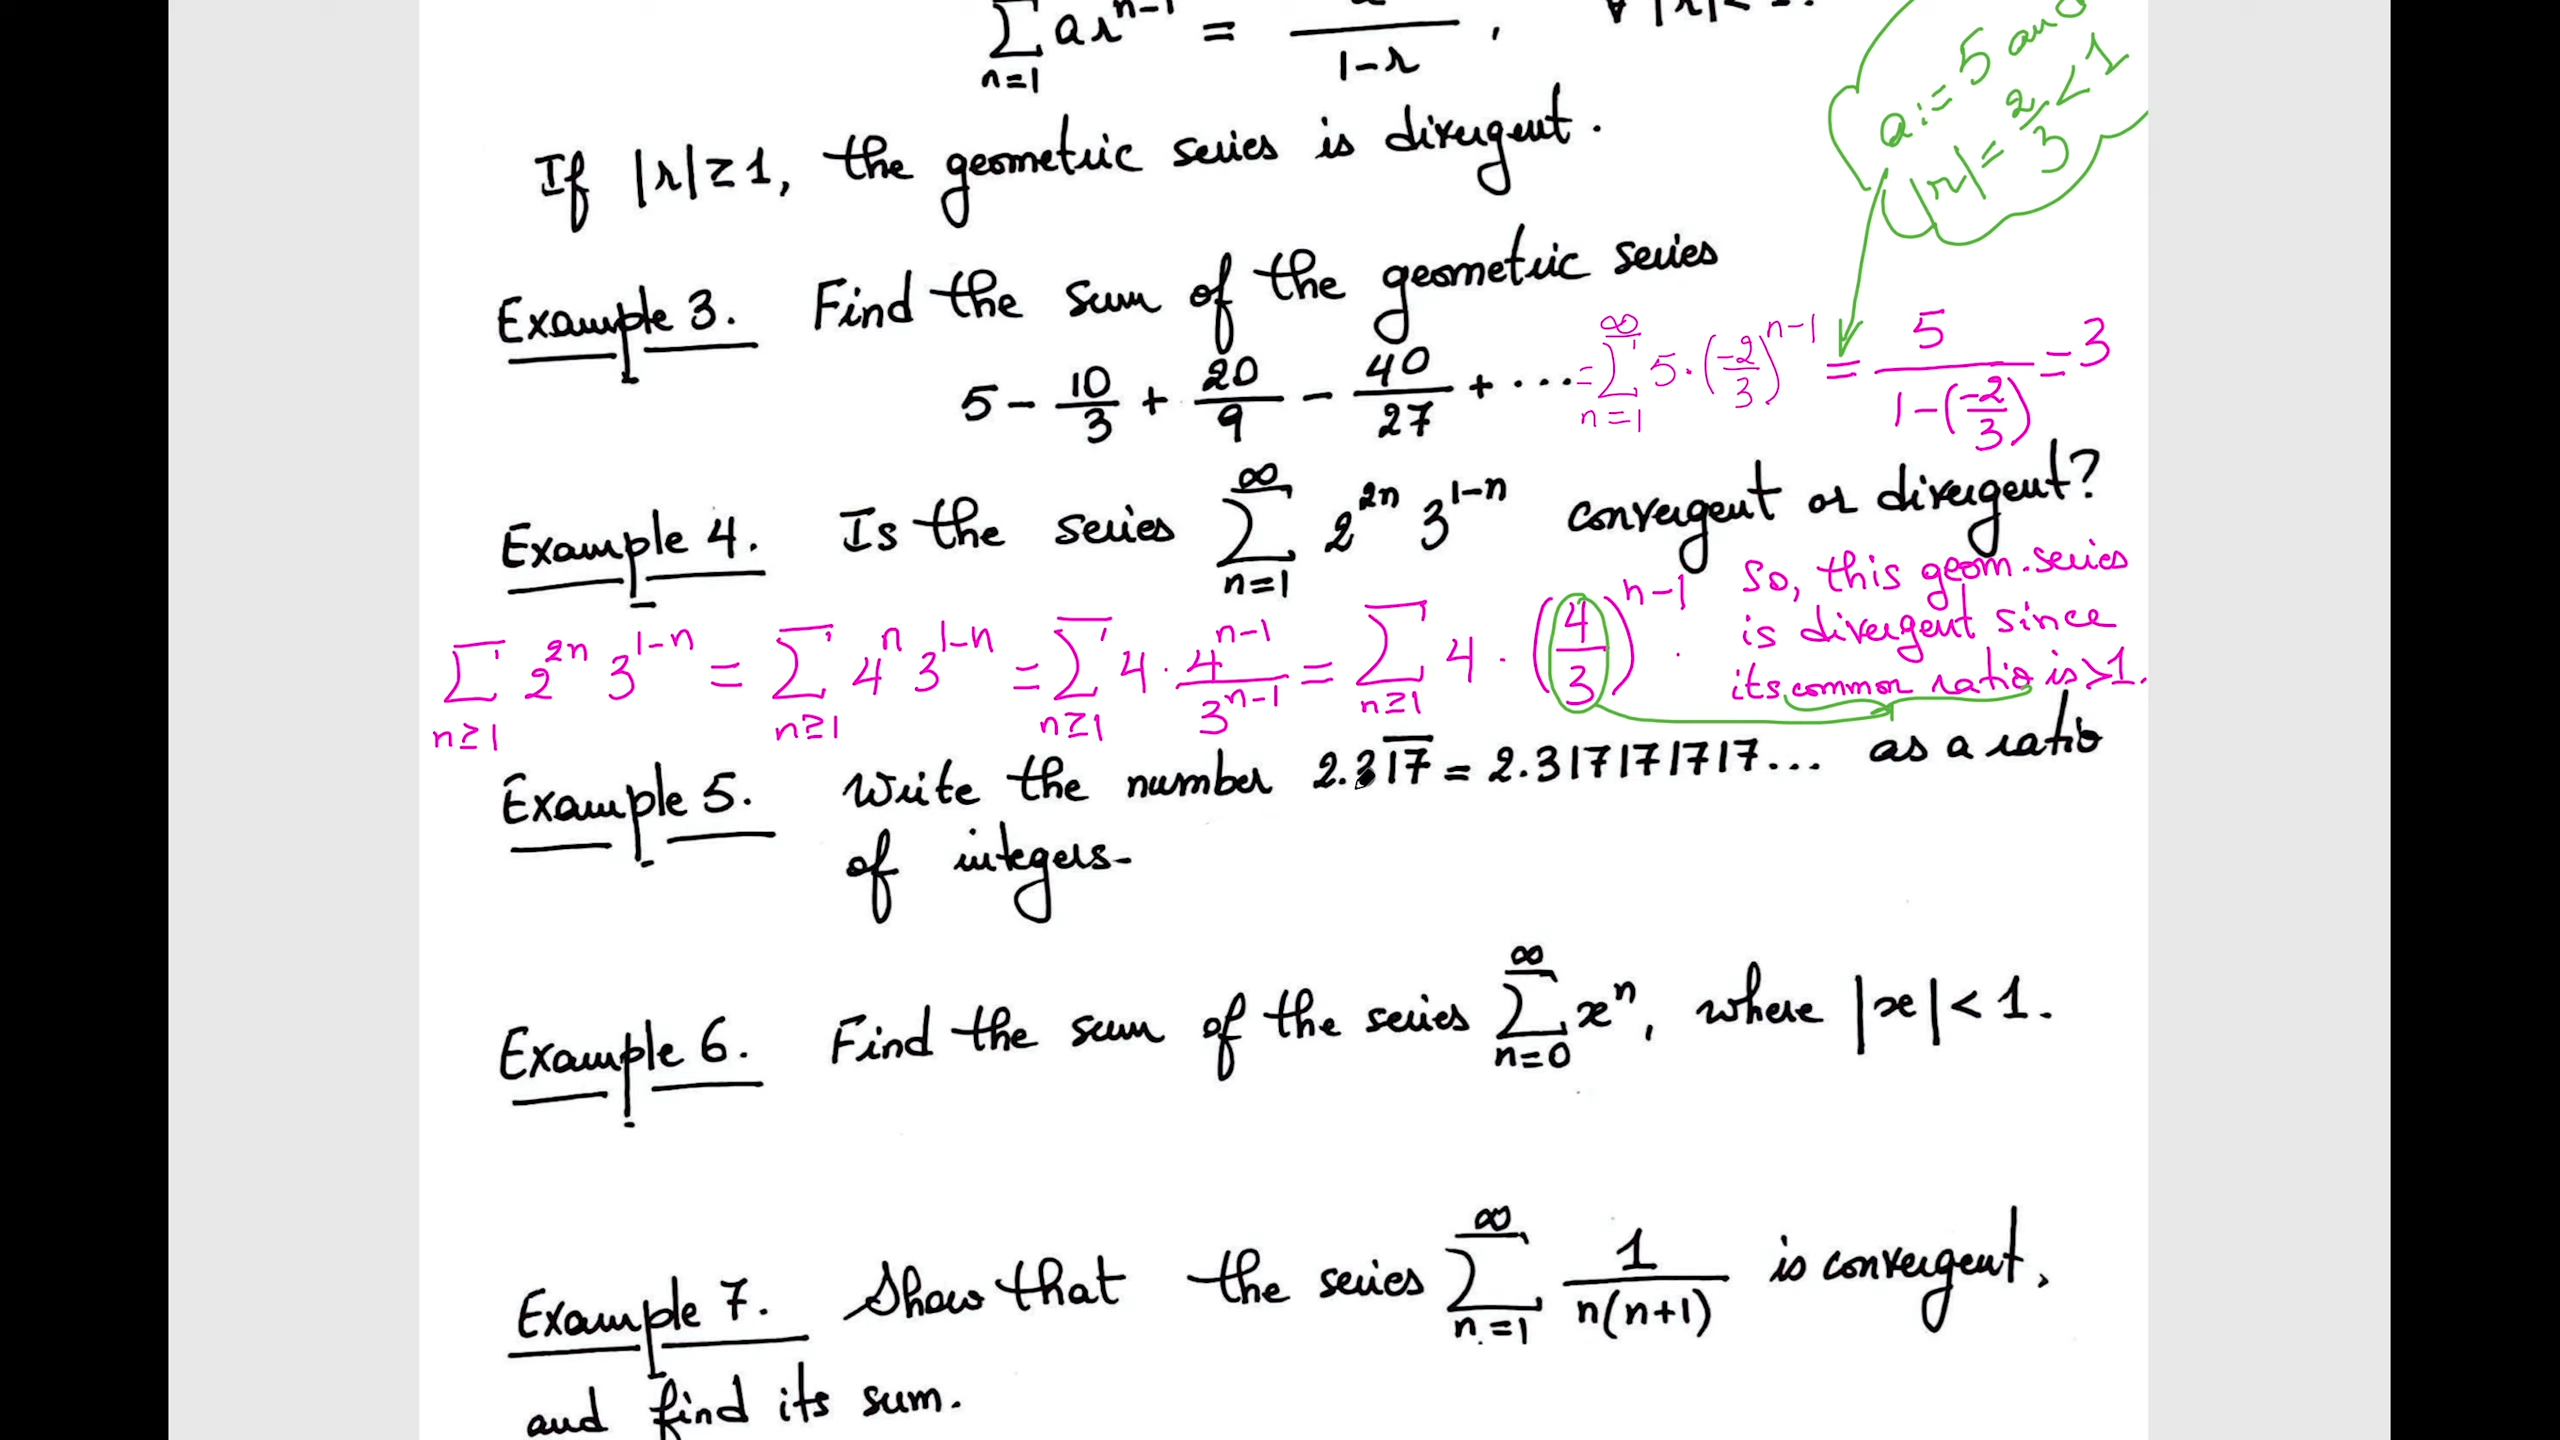 ∑ a r^{n-1} = —/(1-r), ∀ |r| < 1.
n=1
a := 5 and
|r| = 2/3 < 1
If |r| ≥ 1, the geometric series is divergent.
Example 3. Find the sum of the geometric series
5 - 10/3 + 20/9 - 40/27 + ··· = ∑_{n=1}^{∞} 5·(-2/3)^{n-1} = 5/(1-(-2/3)) = 3
Example 4. Is the series ∑_{n=1}^{∞} 2^{2n} 3^{1-n} convergent or divergent?
∑_{n≥1} 2^{2n} 3^{1-n} = ∑_{n≥1} 4^n 3^{1-n} = ∑_{n≥1} 4 · 4^{n-1}/3^{n-1} = ∑_{n≥1} 4 · (4/3)^{n-1} .
So, this geom. series
is divergent since
its common ratio is >1.
Example 5. Write the number 2.3\overline{17} = 2.317171717... as a ratio
of integers.
Example 6. Find the sum of the series ∑_{n=0}^{∞} x^n, where |x| < 1.
Example 7. Show that the series ∑_{n=1}^{∞} 1/(n(n+1)) is convergent,
and find its sum.